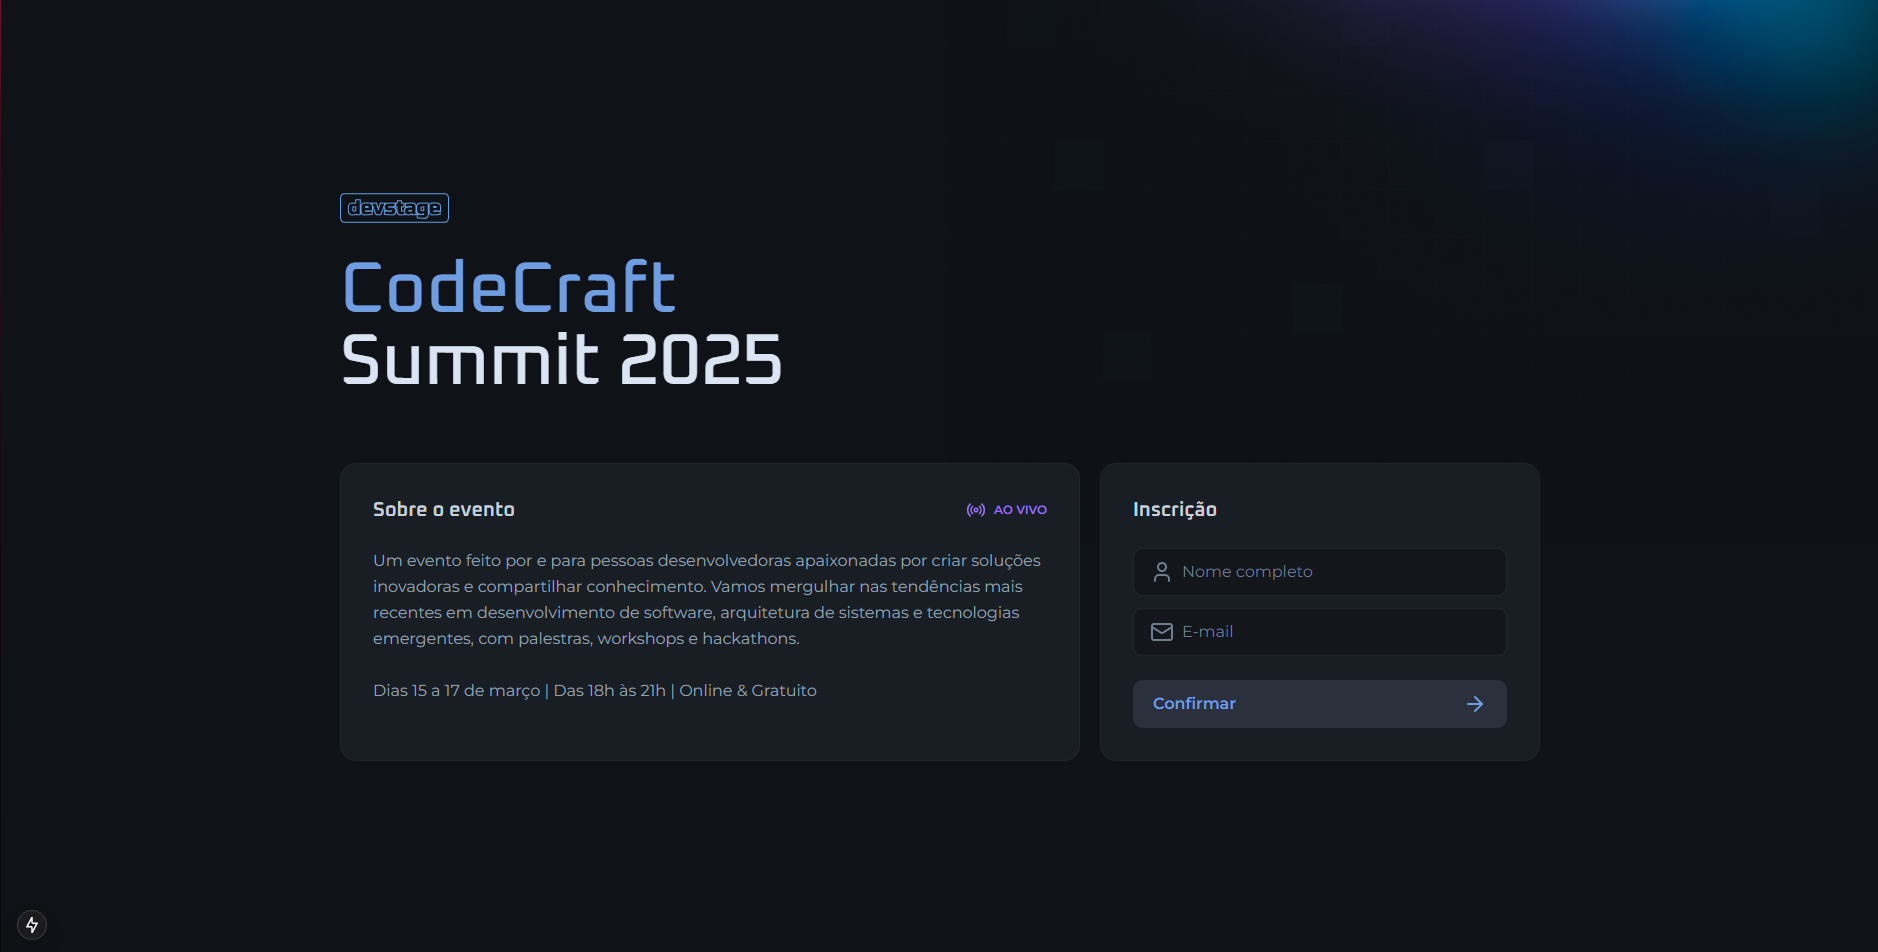 devstage
CodeCraft
Summit 2025
Sobre o evento
AO VIVO
Um evento feito por e para pessoas desenvolvedoras apaixonadas por criar soluções
inovadoras e compartilhar conhecimento. Vamos mergulhar nas tendências mais
recentes em desenvolvimento de software, arquitetura de sistemas e tecnologias
emergentes, com palestras, workshops e hackathons.
Dias 15 a 17 de março | Das 18h às 21h | Online & Gratuito
Inscrição
Nome completo
E-mail
Confirmar